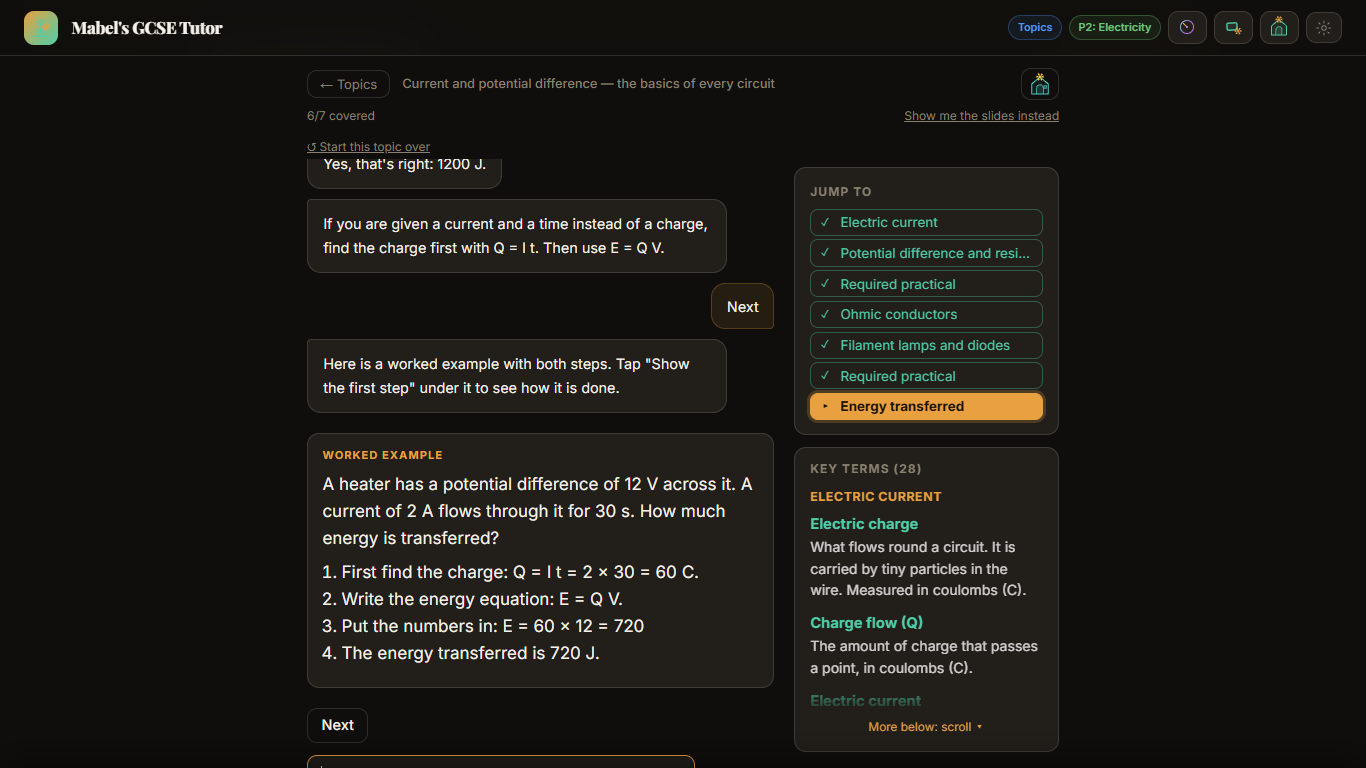 Mabel's GCSE Tutor
Topics
P2: Electricity
← Topics
Current and potential difference — the basics of every circuit
6/7 covered
Show me the slides instead
↺ Start this topic over
Yes, that's right: 1200 J.
If you are given a current and a time instead of a charge,
find the charge first with Q = I t. Then use E = Q V.
Next
Here is a worked example with both steps. Tap "Show
the first step" under it to see how it is done.
WORKED EXAMPLE
A heater has a potential difference of 12 V across it. A
current of 2 A flows through it for 30 s. How much
energy is transferred?
1. First find the charge: Q = I t = 2 × 30 = 60 C.
2. Write the energy equation: E = Q V.
3. Put the numbers in: E = 60 × 12 = 720
4. The energy transferred is 720 J.
Next
JUMP TO
✓ Electric current
✓ Potential difference and resi...
✓ Required practical
✓ Ohmic conductors
✓ Filament lamps and diodes
✓ Required practical
▸ Energy transferred
KEY TERMS (28)
ELECTRIC CURRENT
Electric charge
What flows round a circuit. It is
carried by tiny particles in the
wire. Measured in coulombs (C).
Charge flow (Q)
The amount of charge that passes
a point, in coulombs (C).
Electric current
More below: scroll ▾